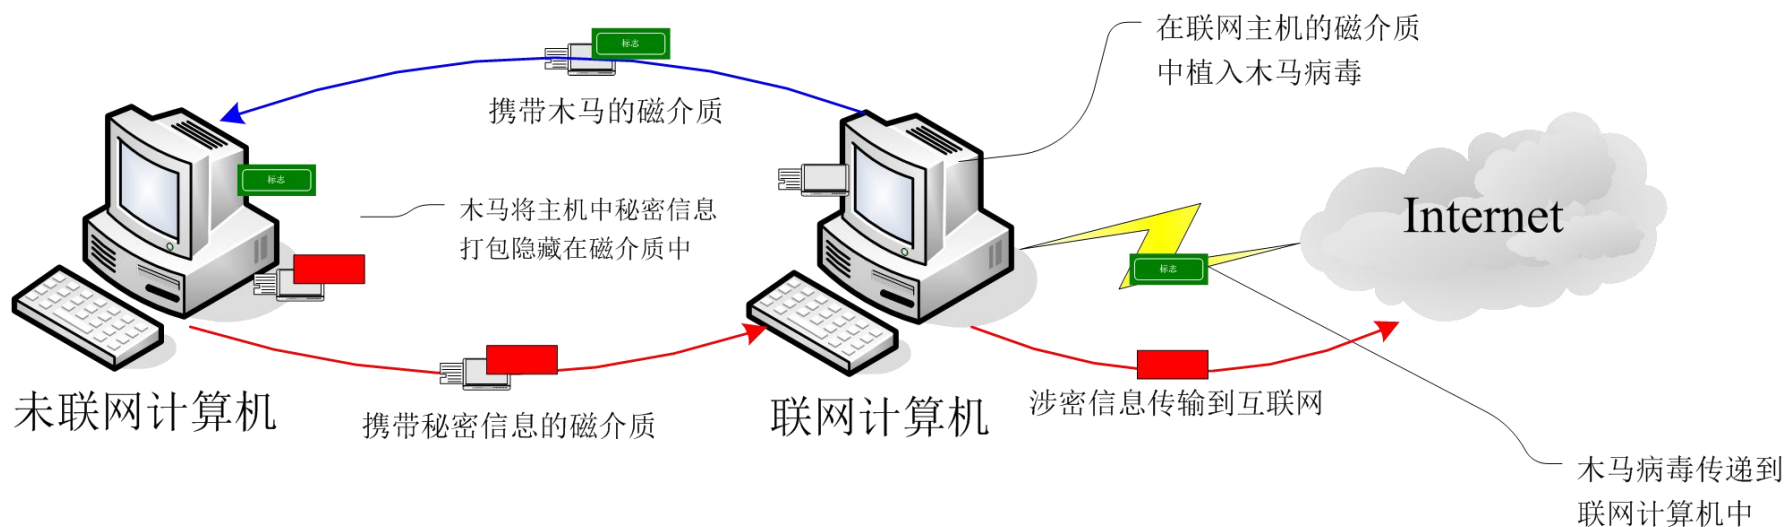 标志
在联网主机的磁介质
中植入木马病毒
携带木马的磁介质
标志
木马将主机中秘密信息
打包隐藏在磁介质中
Internet
标志
未联网计算机
携带秘密信息的磁介质
联网计算机
涉密信息传输到互联网
木马病毒传递到
联网计算机中